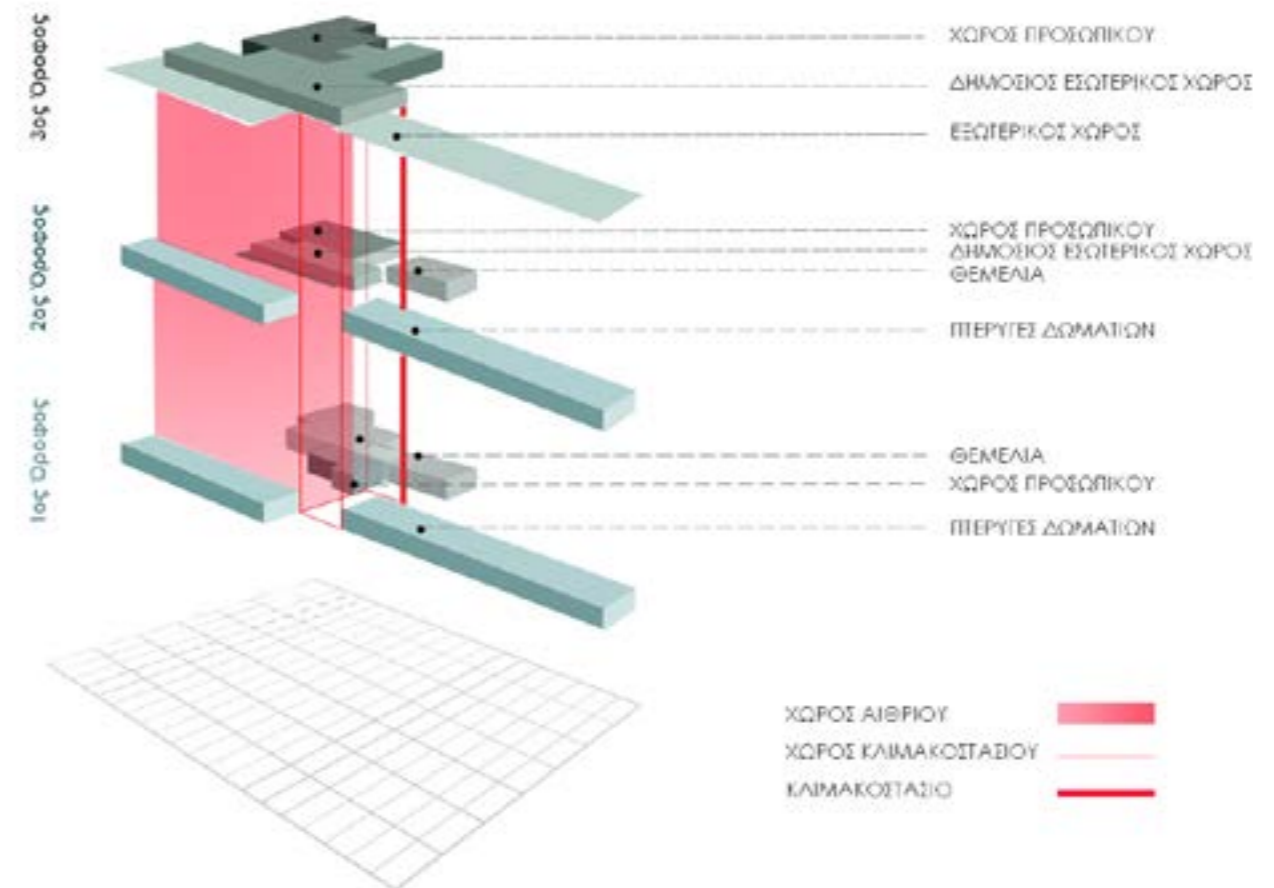 3ος Όροφος
ΧΩΡΟΣ ΠΡΟΣΩΠΙΚΟΥ
ΔΗΜΟΣΙΟΣ ΕΣΩΤΕΡΙΚΟΣ ΧΩΡΟΣ
ΕΞΩΤΕΡΙΚΟΣ ΧΩΡΟΣ
2ος Όροφος
ΧΩΡΟΣ ΠΡΟΣΩΠΙΚΟΥ
ΔΗΜΟΣΙΟΣ ΕΣΩΤΕΡΙΚΟΣ ΧΩΡΟΣ
ΘΕΜΕΛΙΑ
ΠΤΕΡΥΓΕΣ ΔΩΜΑΤΙΩΝ
1ος Όροφος
ΘΕΜΕΛΙΑ
ΧΩΡΟΣ ΠΡΟΣΩΠΙΚΟΥ
ΠΤΕΡΥΓΕΣ ΔΩΜΑΤΙΩΝ
ΧΩΡΟΣ ΑΙΘΡΙΟΥ
ΧΩΡΟΣ ΚΛΙΜΑΚΟΣΤΑΣΙΟΥ
ΚΛΙΜΑΚΟΣΤΑΣΙΟ